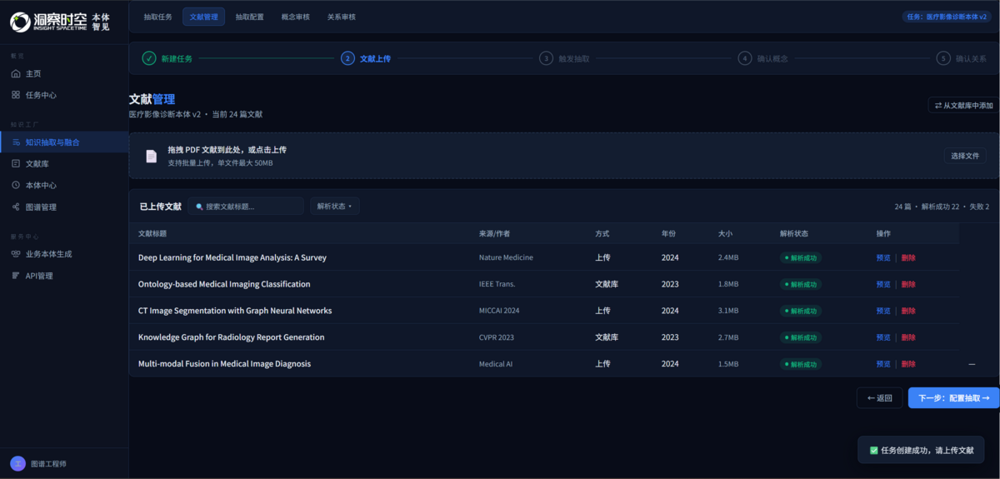 洞察时空
INSIGHT SPACETIME
本体
智见
概览
主页
任务中心
知识工厂
知识抽取与融合
文献库
本体中心
图谱管理
服务中心
业务本体生成
API管理
工
图谱工程师
抽取任务 文献管理 抽取配置 概念审核 关系审核
任务：医疗影像诊断本体 v2
✓ 新建任务 2 文献上传 3 触发抽取 4 确认概念 5 确认关系
文献管理
医疗影像诊断本体 v2 • 当前 24 篇文献
⇄ 从文献库中添加
拖拽 PDF 文献到此处，或点击上传
支持批量上传，单文件最大 50MB
选择文件
已上传文献 搜索文献标题... 解析状态 24 篇 • 解析成功 22 • 失败 2
文献标题 来源/作者 方式 年份 大小 解析状态 操作
Deep Learning for Medical Image Analysis: A Survey Nature Medicine 上传 2024 2.4MB 解析成功 预览 | 删除
Ontology-based Medical Imaging Classification IEEE Trans. 文献库 2023 1.8MB 解析成功 预览 | 删除
CT Image Segmentation with Graph Neural Networks MICCAI 2024 上传 2024 3.1MB 解析成功 预览 | 删除
Knowledge Graph for Radiology Report Generation CVPR 2023 文献库 2023 2.7MB 解析成功 预览 | 删除
Multi-modal Fusion in Medical Image Diagnosis Medical AI 上传 2024 1.5MB 解析成功 预览 | 删除 —
← 返回 下一步：配置抽取 →
✅ 任务创建成功，请上传文献